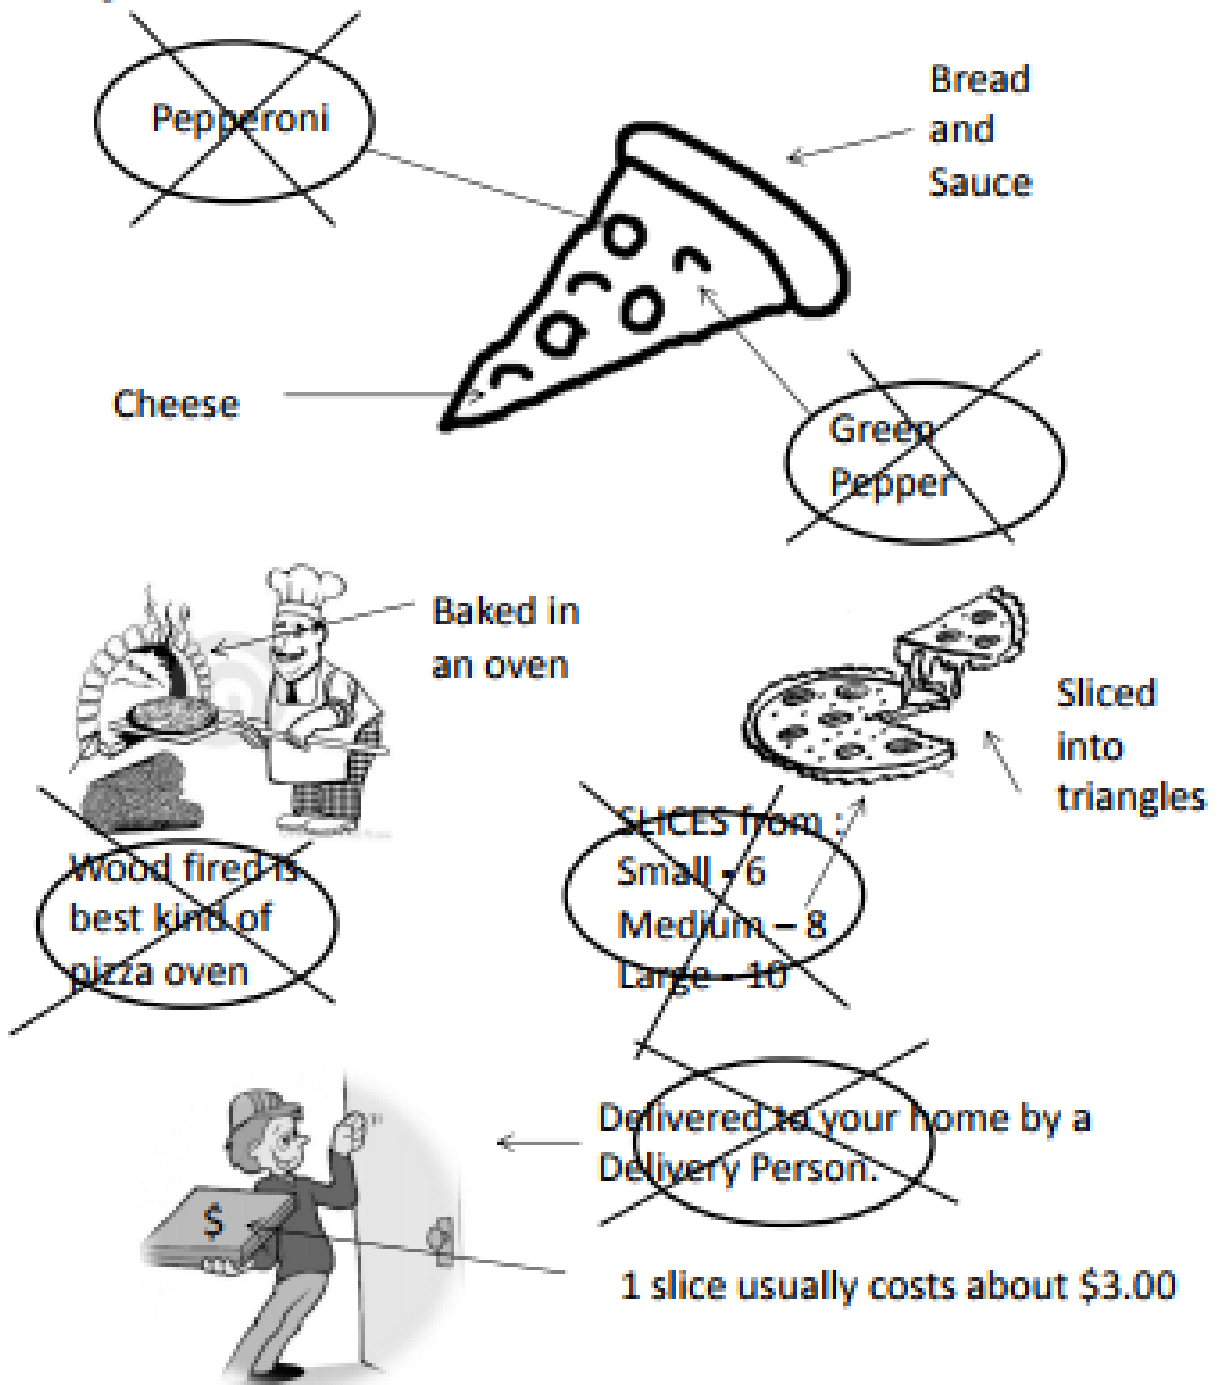 Pepperoni
Bread
and
Sauce
Cheese
Green
Pepper
Baked in
an oven
Sliced
into
triangles
Wood fired is
best kind of
pizza oven
SLICES from :
Small - 6
Medium – 8
Large - 10
Delivered to your home by a
Delivery Person.
$
1 slice usually costs about $3.00